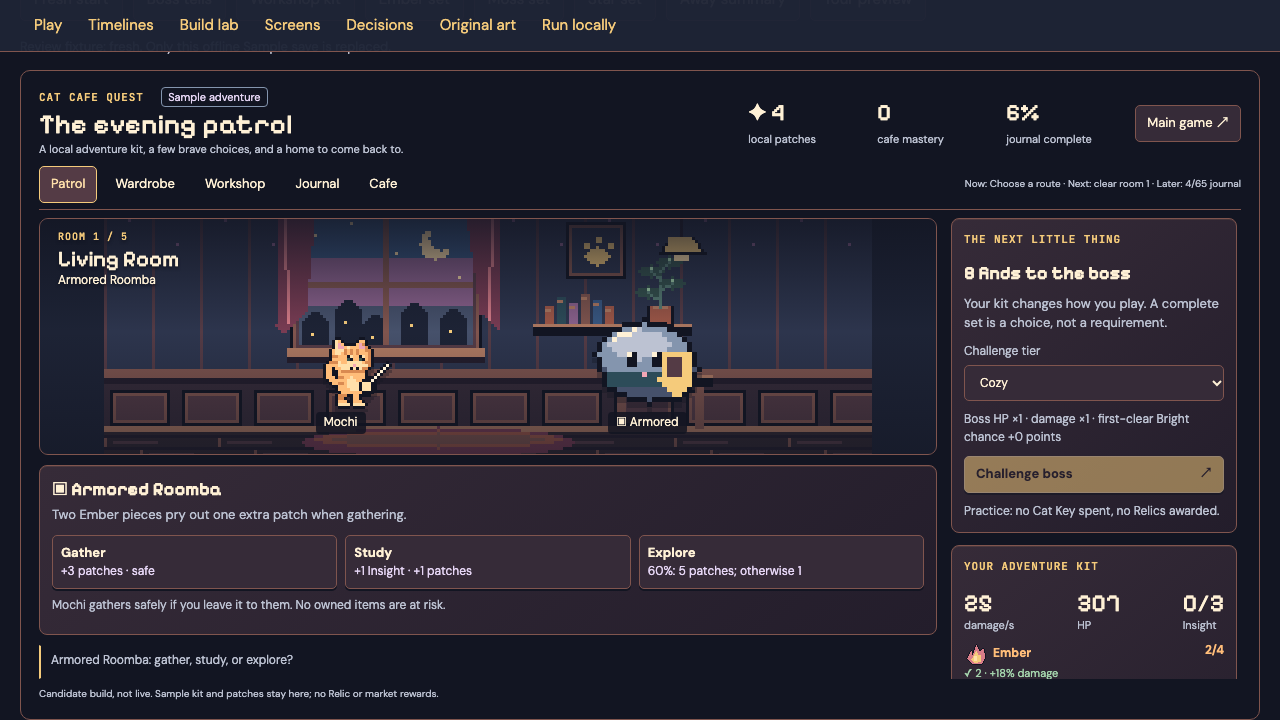 Play
Timelines
Build lab
Screens
Decisions
Original art
Run locally
CAT CAFE QUEST
Sample adventure
The evening patrol
A local adventure kit, a few brave choices, and a home to come back to.
✦ 4
local patches
0
cafe mastery
6%
journal complete
Main game ↗
Patrol
Wardrobe
Workshop
Journal
Cafe
Now: Choose a route · Next: clear room 1 · Later: 4/65 journal
ROOM 1 / 5
Living Room
Armored Roomba
Mochi
▣ Armored
▣ Armored Roomba
Two Ember pieces pry out one extra patch when gathering.
Gather
+3 patches · safe
Study
+1 Insight · +1 patches
Explore
60%: 5 patches; otherwise 1
Mochi gathers safely if you leave it to them. No owned items are at risk.
Armored Roomba: gather, study, or explore?
Candidate build, not live. Sample kit and patches stay here; no Relic or market rewards.
THE NEXT LITTLE THING
8 finds to the boss
Your kit changes how you play. A complete
set is a choice, not a requirement.
Challenge tier
Cozy
Boss HP ×1 · damage ×1 · first-clear Bright
chance +0 points
Challenge boss ↗
Practice: no Cat Key spent, no Relics awarded.
YOUR ADVENTURE KIT
28
damage/s
307
HP
0/3
Insight
Ember
2/4
✓ 2 · +18% damage